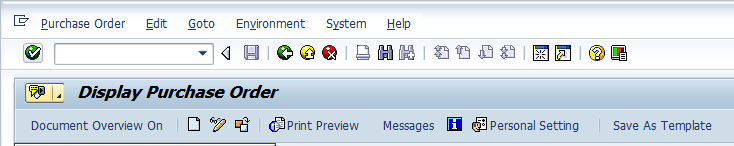 Purchase Order Edit Goto Environment System Help
Display Purchase Order
Document Overview On Print Preview Messages Personal Setting Save As Template